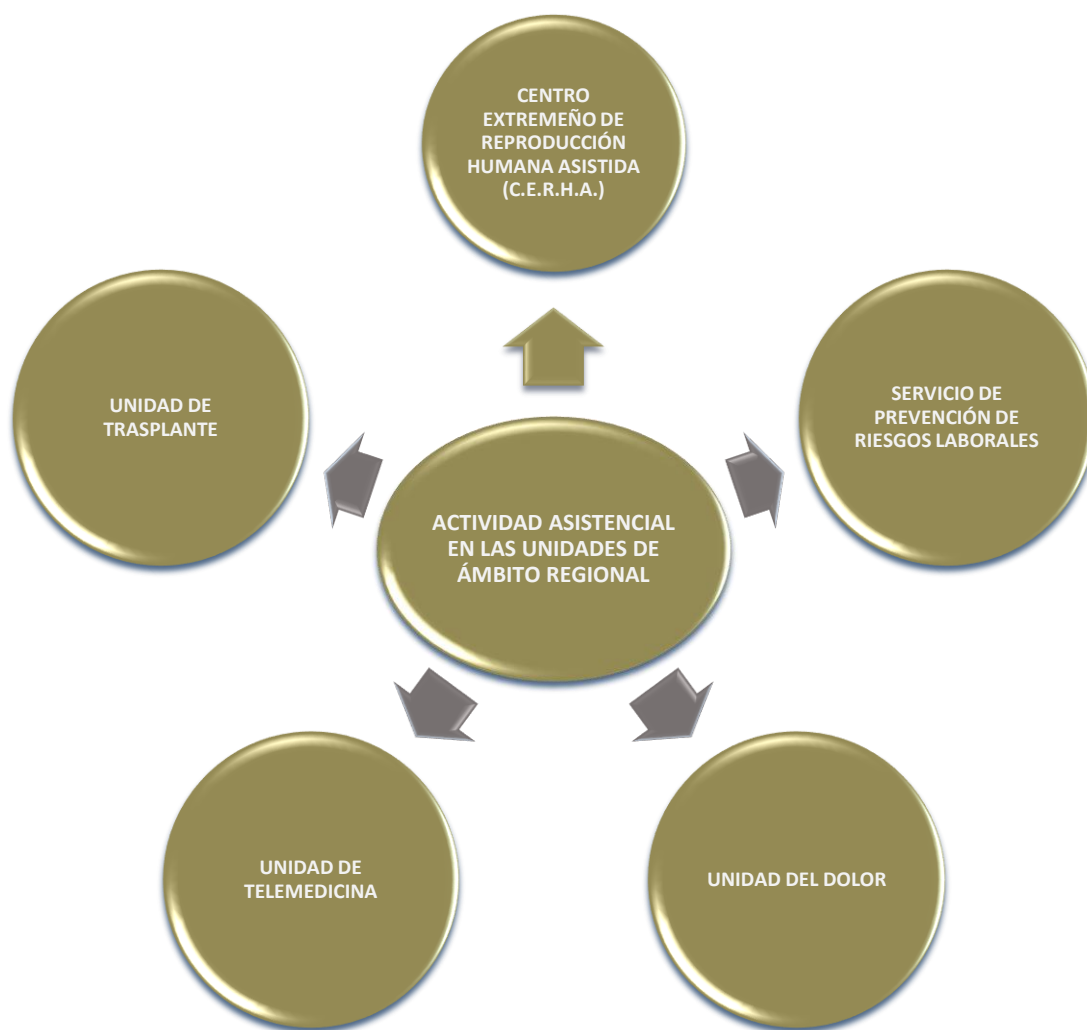 CENTRO
EXTREMEÑO DE
REPRODUCCIÓN
HUMANA ASISTIDA
(C.E.R.H.A.)
UNIDAD DE
TRASPLANTE
SERVICIO DE
PREVENCIÓN DE
RIESGOS LABORALES
ACTIVIDAD ASISTENCIAL
EN LAS UNIDADES DE
ÁMBITO REGIONAL
UNIDAD DE
TELEMEDICINA
UNIDAD DEL DOLOR